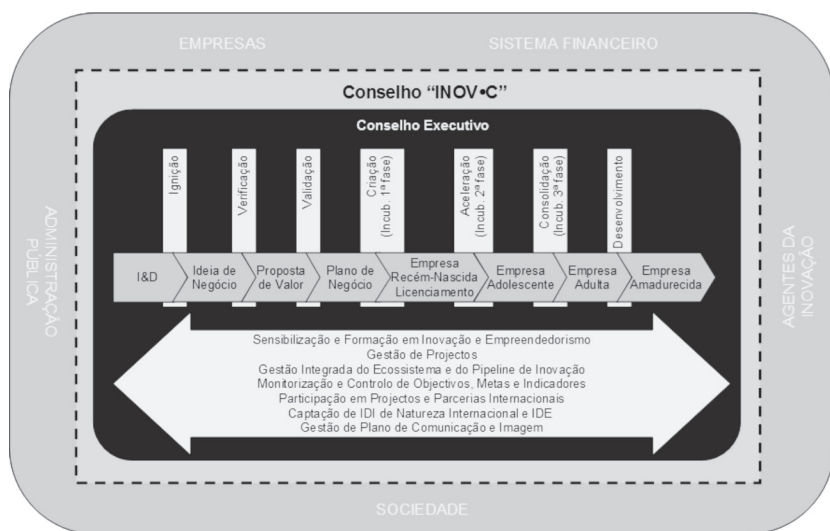 EMPRESAS
SISTEMA FINANCEIRO
Conselho “INOV•C”
Conselho Executivo
Ignição
Verificação
Validação
Criação
(Incub. 1ª fase)
Aceleração
(Incub. 2ª fase)
Consolidação
(Incub. 3ª fase)
Desenvolvimento
ADMINISTRAÇÃO
PÚBLICA
AGENTES DA
INOVAÇÃO
I&D
Ideia de
Negócio
Proposta
de Valor
Plano de
Negócio
Empresa
Recém-Nascida
Licenciamento
Empresa
Adolescente
Empresa
Adulta
Empresa
Amadurecida
Sensibilização e Formação em Inovação e Empreendedorismo
Gestão de Projectos
Gestão Integrada do Ecossistema e do Pipeline de Inovação
Monitorização e Controlo de Objectivos, Metas e Indicadores
Participação em Projectos e Parcerias Internacionais
Captação de IDI de Natureza Internacional e IDE
Gestão de Plano de Comunicação e Imagem
SOCIEDADE